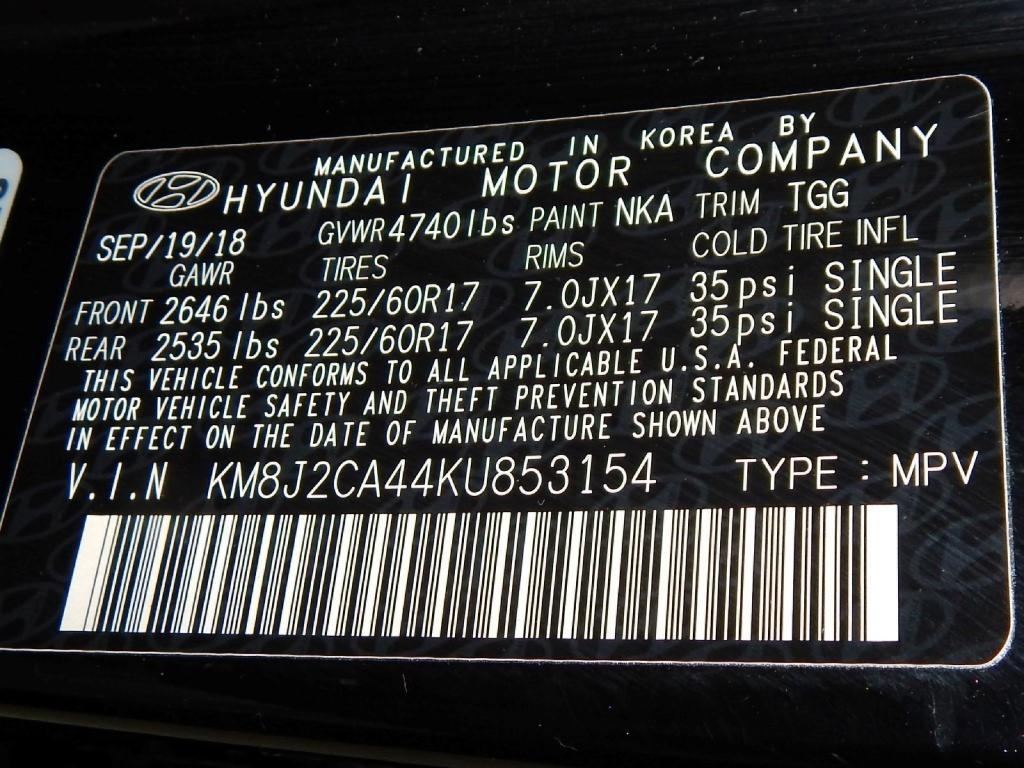 MANUFACTURED IN KOREA BY
HYUNDAI MOTOR COMPANY
SEP/19/18 GVWR 4740 lbs PAINT NKA TRIM TGG
GAWR TIRES RIMS COLD TIRE INFL
FRONT 2646 lbs 225/60R17 7.0JX17 35psi SINGLE
REAR 2535 lbs 225/60R17 7.0JX17 35psi SINGLE
THIS VEHICLE CONFORMS TO ALL APPLICABLE U.S.A. FEDERAL
MOTOR VEHICLE SAFETY AND THEFT PREVENTION STANDARDS
IN EFFECT ON THE DATE OF MANUFACTURE SHOWN ABOVE
V.I.N KM8J2CA44KU853154 TYPE : MPV